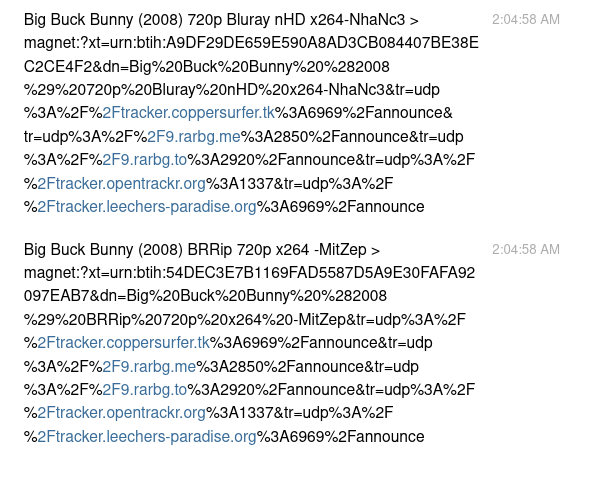 Big Buck Bunny (2008) 720p Bluray nHD x264-NhaNc3 > 2:04:58 AM
magnet:?xt=urn:btih:A9DF29DE659E590A8AD3CB084407BE38E
C2CE4F2&dn=Big%20Buck%20Bunny%20%282008
%29%20720p%20Bluray%20nHD%20x264-NhaNc3&tr=udp
%3A%2F%2Ftracker.coppersurfer.tk%3A6969%2Fannounce&
tr=udp%3A%2F%2F9.rarbg.me%3A2850%2Fannounce&tr=udp
%3A%2F%2F9.rarbg.to%3A2920%2Fannounce&tr=udp%3A%2F
%2Ftracker.opentrackr.org%3A1337&tr=udp%3A%2F
%2Ftracker.leechers-paradise.org%3A6969%2Fannounce
Big Buck Bunny (2008) BRRip 720p x264 -MitZep > 2:04:58 AM
magnet:?xt=urn:btih:54DEC3E7B1169FAD5587D5A9E30FAFA92
097EAB7&dn=Big%20Buck%20Bunny%20%282008
%29%20BRRip%20720p%20x264%20-MitZep&tr=udp%3A%2F
%2Ftracker.coppersurfer.tk%3A6969%2Fannounce&tr=udp
%3A%2F%2F9.rarbg.me%3A2850%2Fannounce&tr=udp
%3A%2F%2F9.rarbg.to%3A2920%2Fannounce&tr=udp%3A%2F
%2Ftracker.opentrackr.org%3A1337&tr=udp%3A%2F
%2Ftracker.leechers-paradise.org%3A6969%2Fannounce